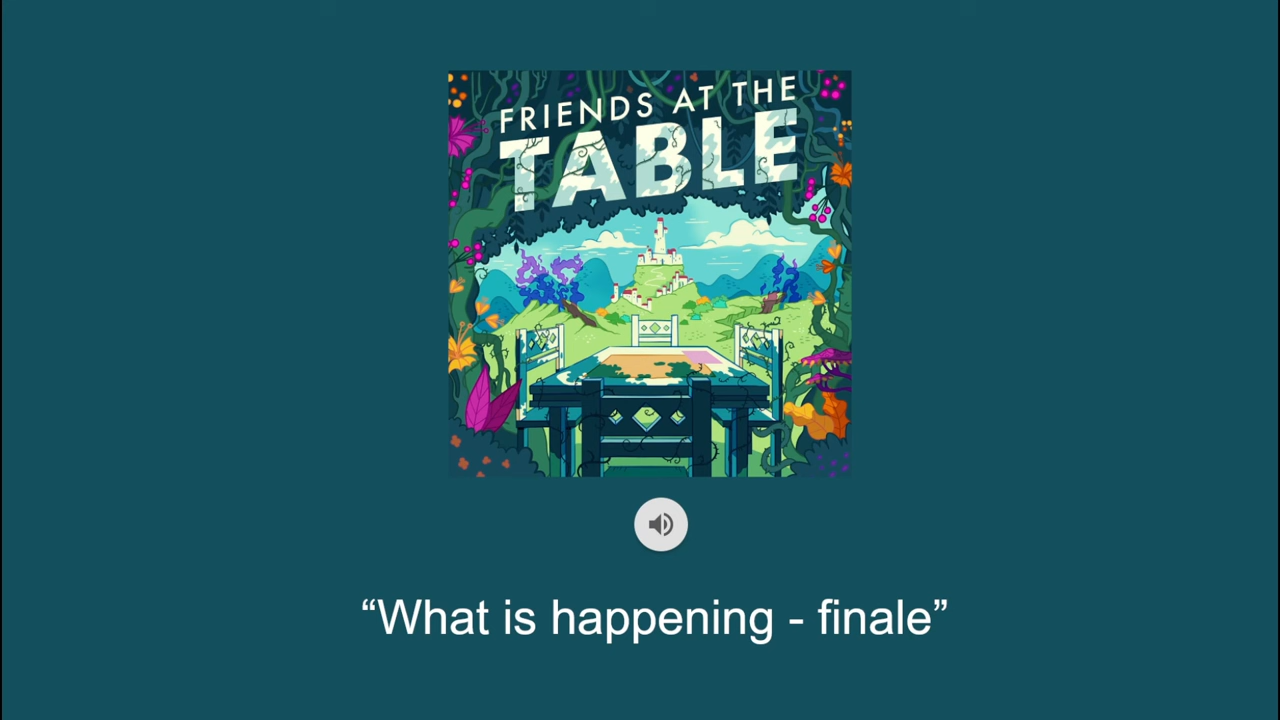 FRIENDS AT THE
TABLE
“What is happening - finale”